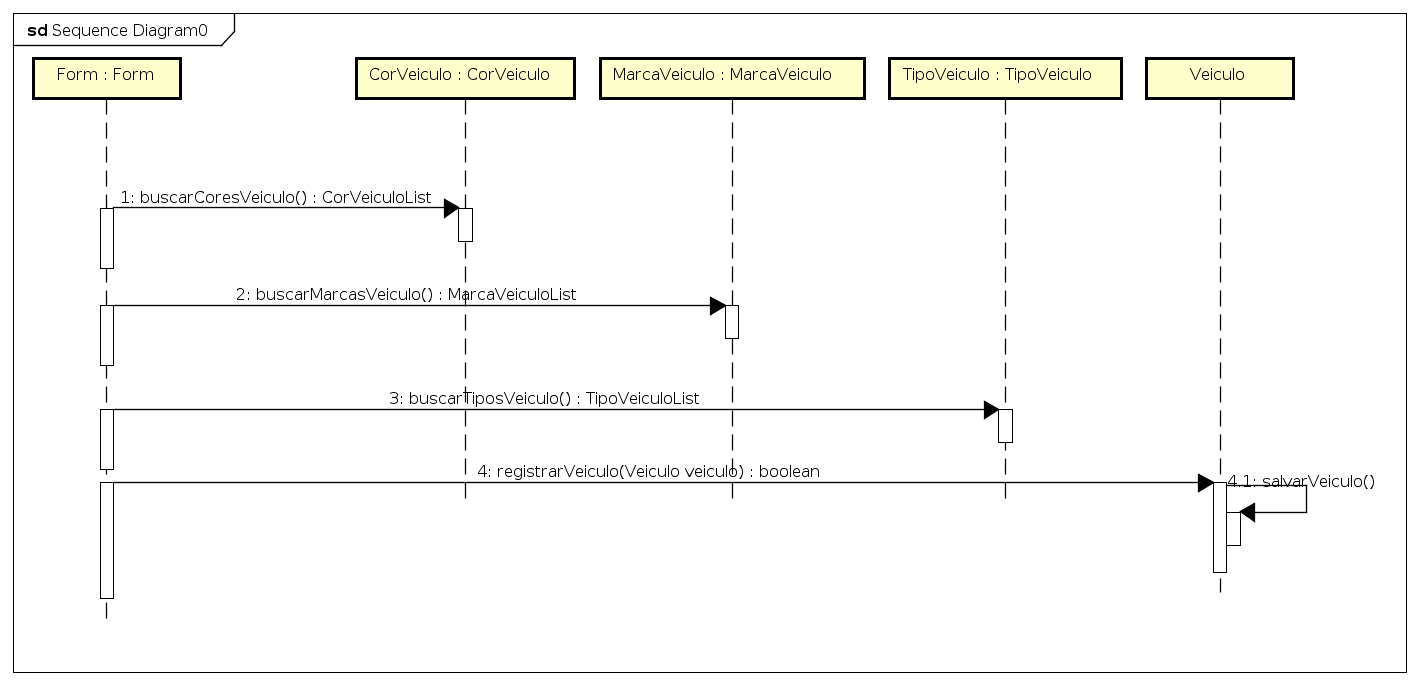 sd Sequence Diagram0
Form : Form
CorVeiculo : CorVeiculo
MarcaVeiculo : MarcaVeiculo
TipoVeiculo : TipoVeiculo
Veiculo
1: buscarCoresVeiculo() : CorVeiculoList
2: buscarMarcasVeiculo() : MarcaVeiculoList
3: buscarTiposVeiculo() : TipoVeiculoList
4: registrarVeiculo(Veiculo veiculo) : boolean
4.1: salvarVeiculo()